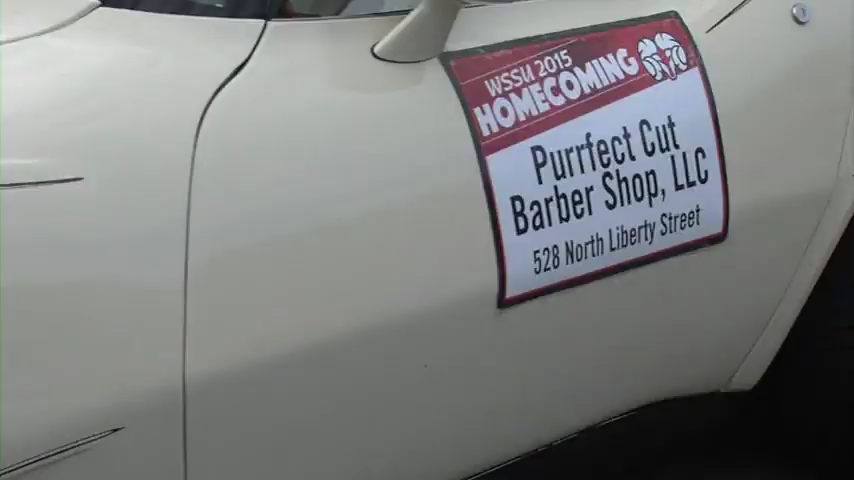 WSSU 2015
HOMECOMING
Purrfect Cut
Barber Shop, LLC
528 North Liberty Street